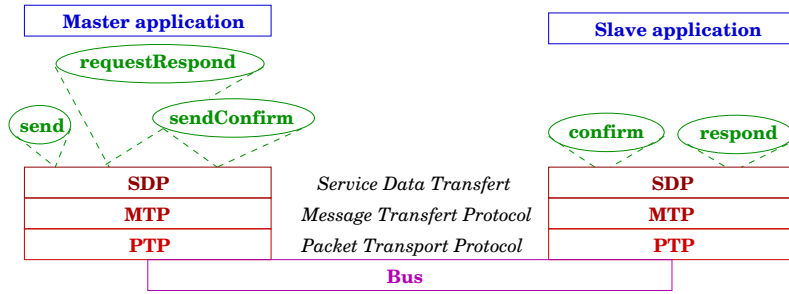 Master application
Slave application
requestRespond
send
sendConfirm
confirm
respond
SDP
Service Data Transfert
SDP
MTP
Message Transfert Protocol
MTP
PTP
Packet Transport Protocol
PTP
Bus